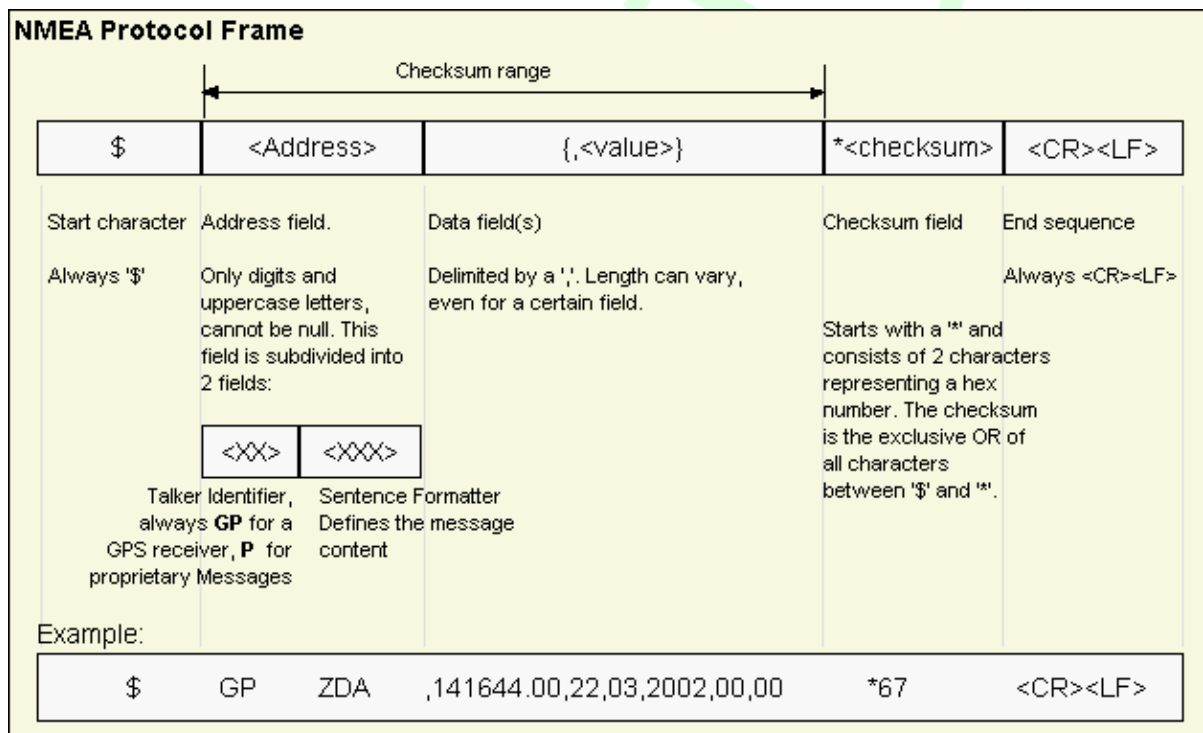 NMEA Protocol Frame
Checksum range
$ <Address> {,<value>} *<checksum> <CR><LF>
Start character
Always '$'
Address field.
Only digits and
uppercase letters,
cannot be null. This
field is subdivided into
2 fields:
<XX> <XXX>
Talker Identifier,
always GP for a
GPS receiver, P for
proprietary Messages
Sentence Formatter
Defines the message
content
Data field(s)
Delimited by a ','. Length can vary,
even for a certain field.
Checksum field
Starts with a '*' and
consists of 2 characters
representing a hex
number. The checksum
is the exclusive OR of
all characters
between '$' and '*'.
End sequence
Always <CR><LF>
Example:
$ GP ZDA ,141644.00,22,03,2002,00,00 *67 <CR><LF>